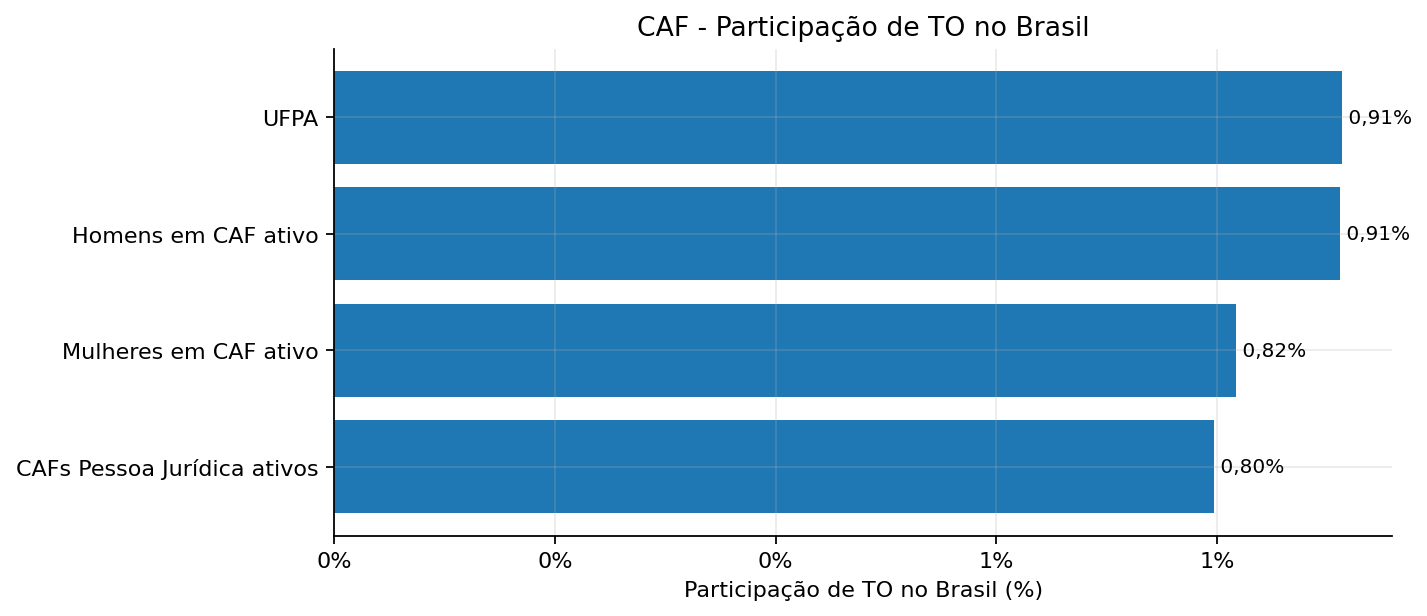 CAF - Participação de TO no Brasil
UFPA
0,91%
Homens em CAF ativo
0,91%
Mulheres em CAF ativo
0,82%
CAFs Pessoa Jurídica ativos
0,80%
0% 0% 0% 1% 1%
Participação de TO no Brasil (%)